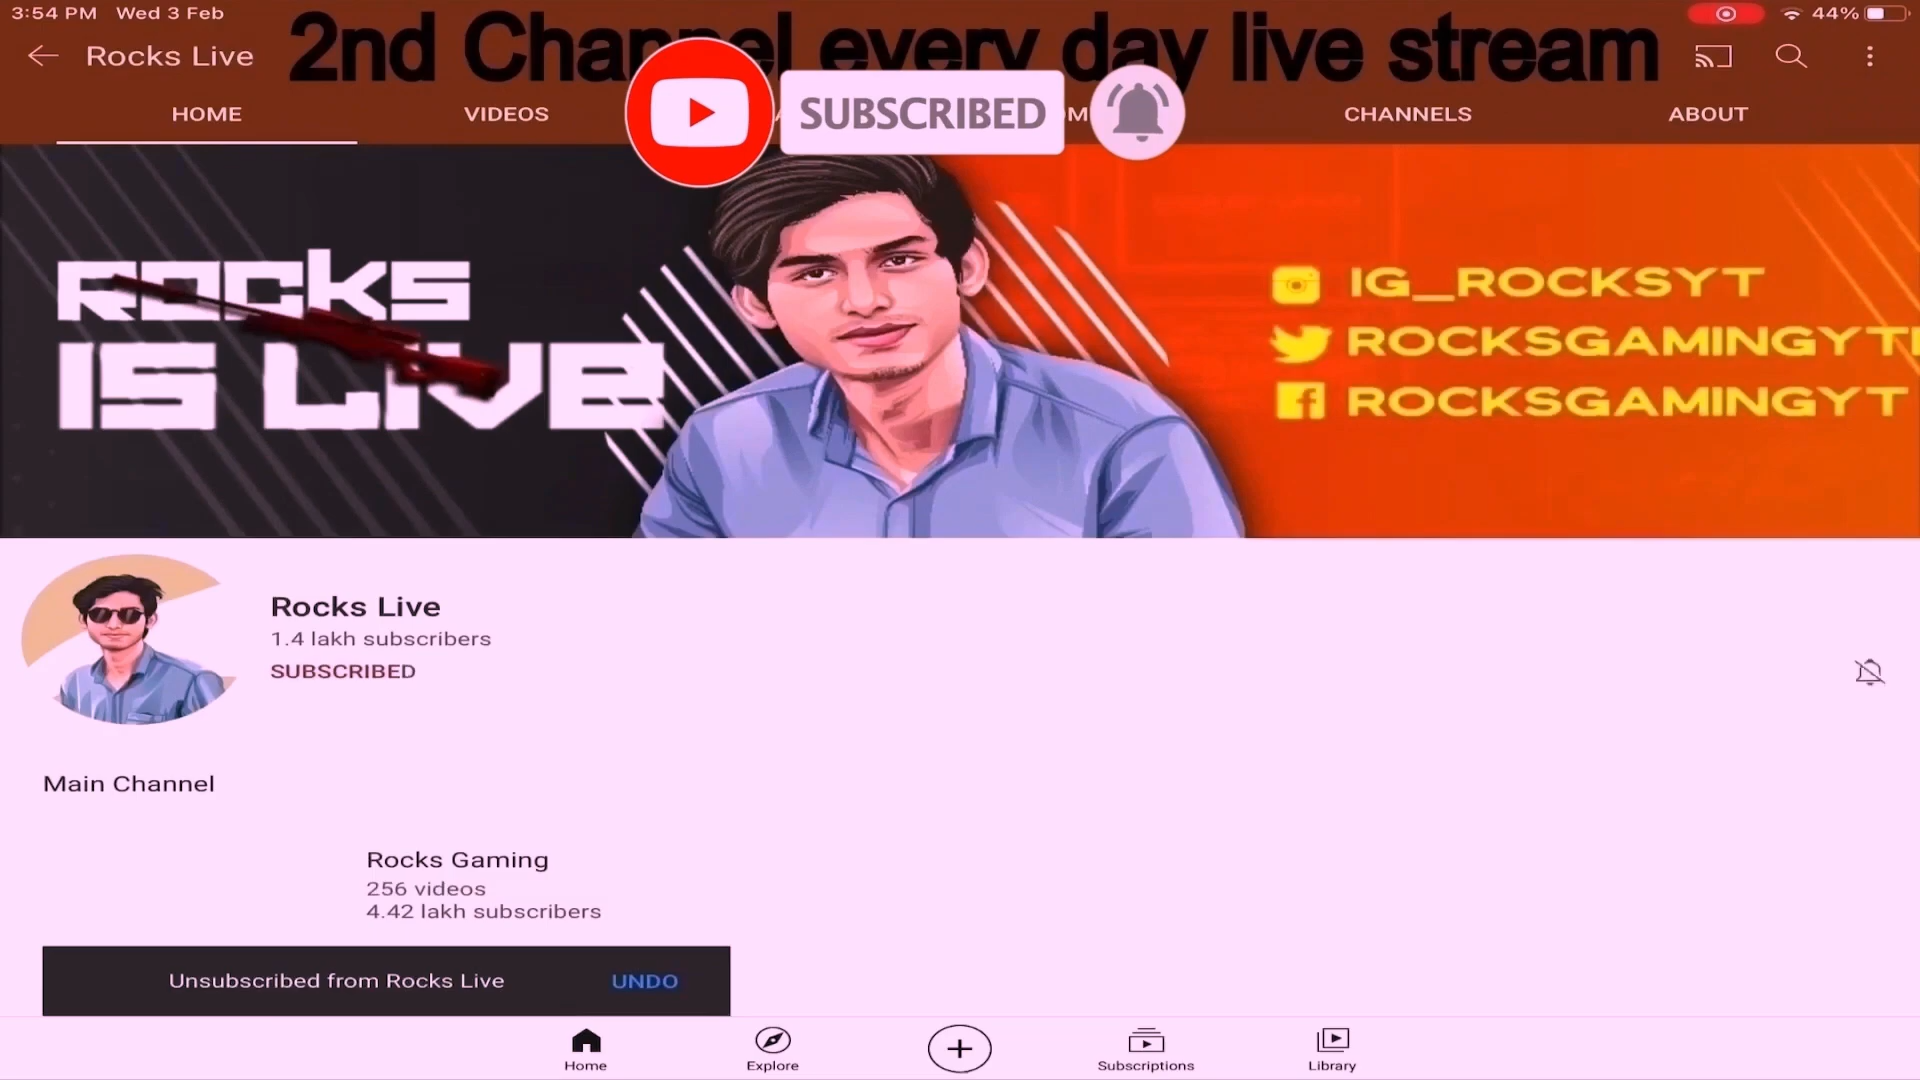 3:54 PM Wed 3 Feb
44%
2nd Channel every day live stream
Rocks Live
SUBSCRIBED
HOME VIDEOS CHANNELS ABOUT
ROCKS
IS LIVE
IG_ROCKSYT
ROCKSGAMINGYT
ROCKSGAMINGYT
Rocks Live
1.4 lakh subscribers
SUBSCRIBED
Main Channel
Rocks Gaming
256 videos
4.42 lakh subscribers
Unsubscribed from Rocks Live UNDO
Home Explore Subscriptions Library